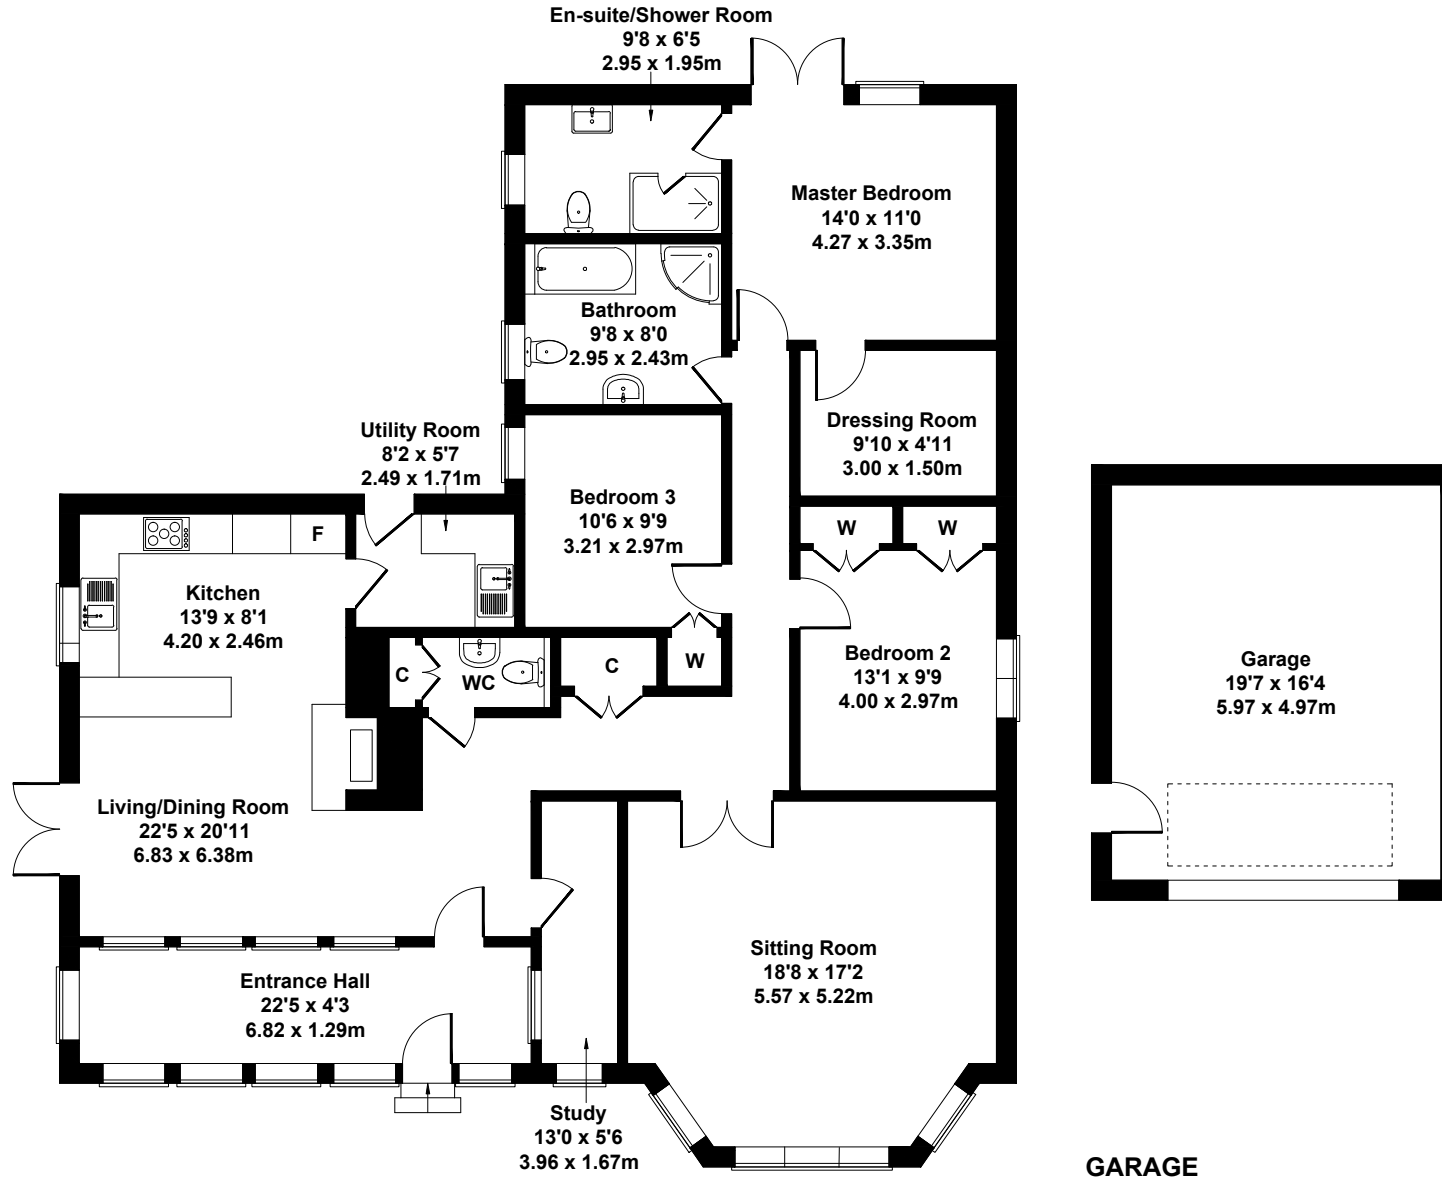 En-suite/Shower Room
9'8 x 6'5
2.95 x 1.95m
Master Bedroom
14'0 x 11'0
4.27 x 3.35m
Bathroom
9'8 x 8'0
2.95 x 2.43m
Dressing Room
9'10 x 4'11
3.00 x 1.50m
Utility Room
8'2 x 5'7
2.49 x 1.71m
Bedroom 3
10'6 x 9'9
3.21 x 2.97m
W
W
F
Kitchen
13'9 x 8'1
4.20 x 2.46m
C
WC
C
W
Bedroom 2
13'1 x 9'9
4.00 x 2.97m
Garage
19'7 x 16'4
5.97 x 4.97m
Living/Dining Room
22'5 x 20'11
6.83 x 6.38m
Sitting Room
18'8 x 17'2
5.57 x 5.22m
Entrance Hall
22'5 x 4'3
6.82 x 1.29m
Study
13'0 x 5'6
3.96 x 1.67m
GARAGE